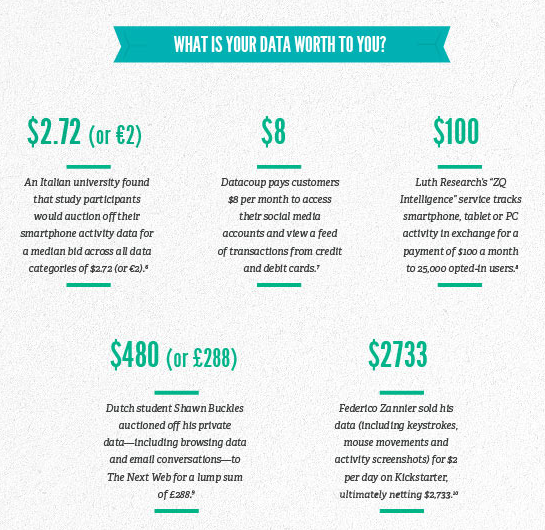 WHAT IS YOUR DATA WORTH TO YOU?
$2.72 (or €2)
An Italian university found
that study participants
would auction off their
smartphone activity data for
a median bid across all data
categories of $2.72 (or €2).⁶
$8
Datacoup pays customers
$8 per month to access
their social media
accounts and view a feed
of transactions from credit
and debit cards.⁷
$100
Luth Research's "ZQ
Intelligence" service tracks
smartphone, tablet or PC
activity in exchange for a
payment of $100 a month
to 25,000 opted-in users.⁸
$480 (or £288)
Dutch student Shawn Buckles
auctioned off his private
data—including browsing data
and email conversations—to
The Next Web for a lump sum
of £288.⁹
$2733
Federico Zannier sold his
data (including keystrokes,
mouse movements and
activity screenshots) for $2
per day on Kickstarter,
ultimately netting $2,733.¹⁰